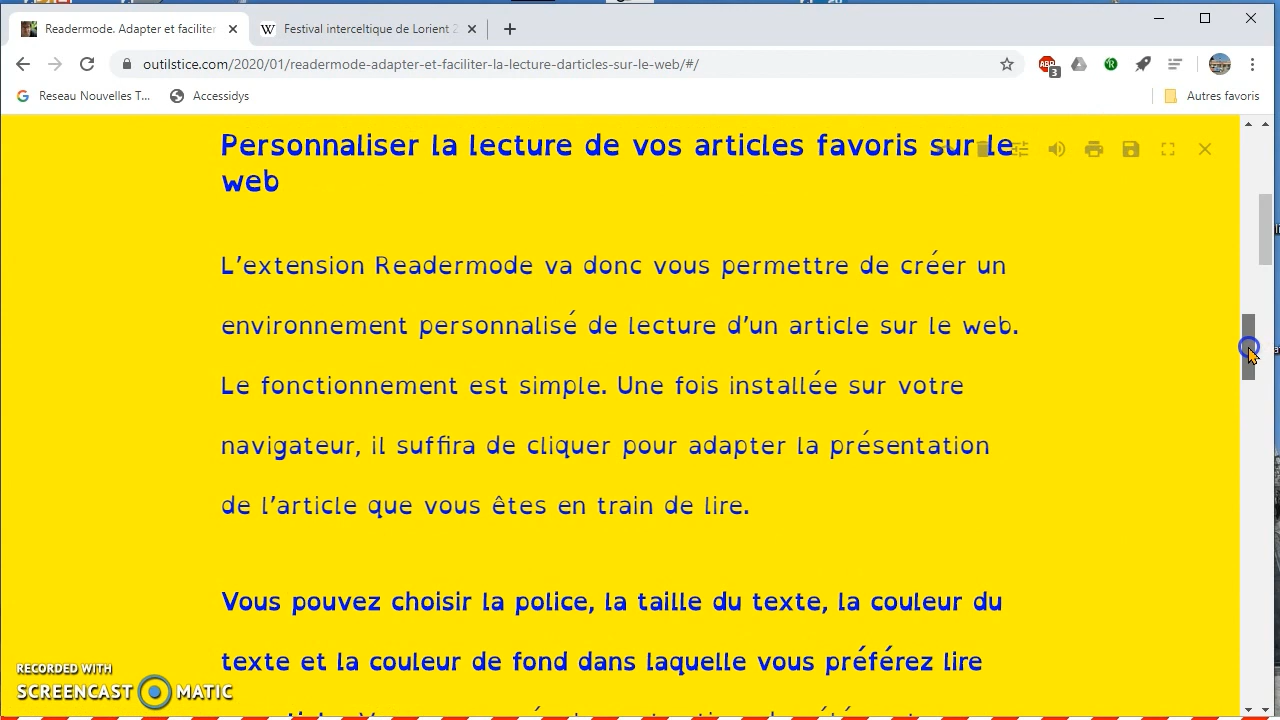 Readermode. Adapter et faciliter
Festival interceltique de Lorient 2
outilstice.com/2020/01/readermode-adapter-et-faciliter-la-lecture-darticles-sur-le-web/#/
3
Reseau Nouvelles T...
Accessidys
Autres favoris
Personnaliser la lecture de vos articles favoris sur le
web
L'extension Readermode va donc vous permettre de créer un
environnement personnalisé de lecture d'un article sur le web.
Le fonctionnement est simple. Une fois installée sur votre
navigateur, il suffira de cliquer pour adapter la présentation
de l'article que vous êtes en train de lire.
Vous pouvez choisir la police, la taille du texte, la couleur du
texte et la couleur de fond dans laquelle vous préférez lire
RECORDED WITH
SCREENCAST MATIC